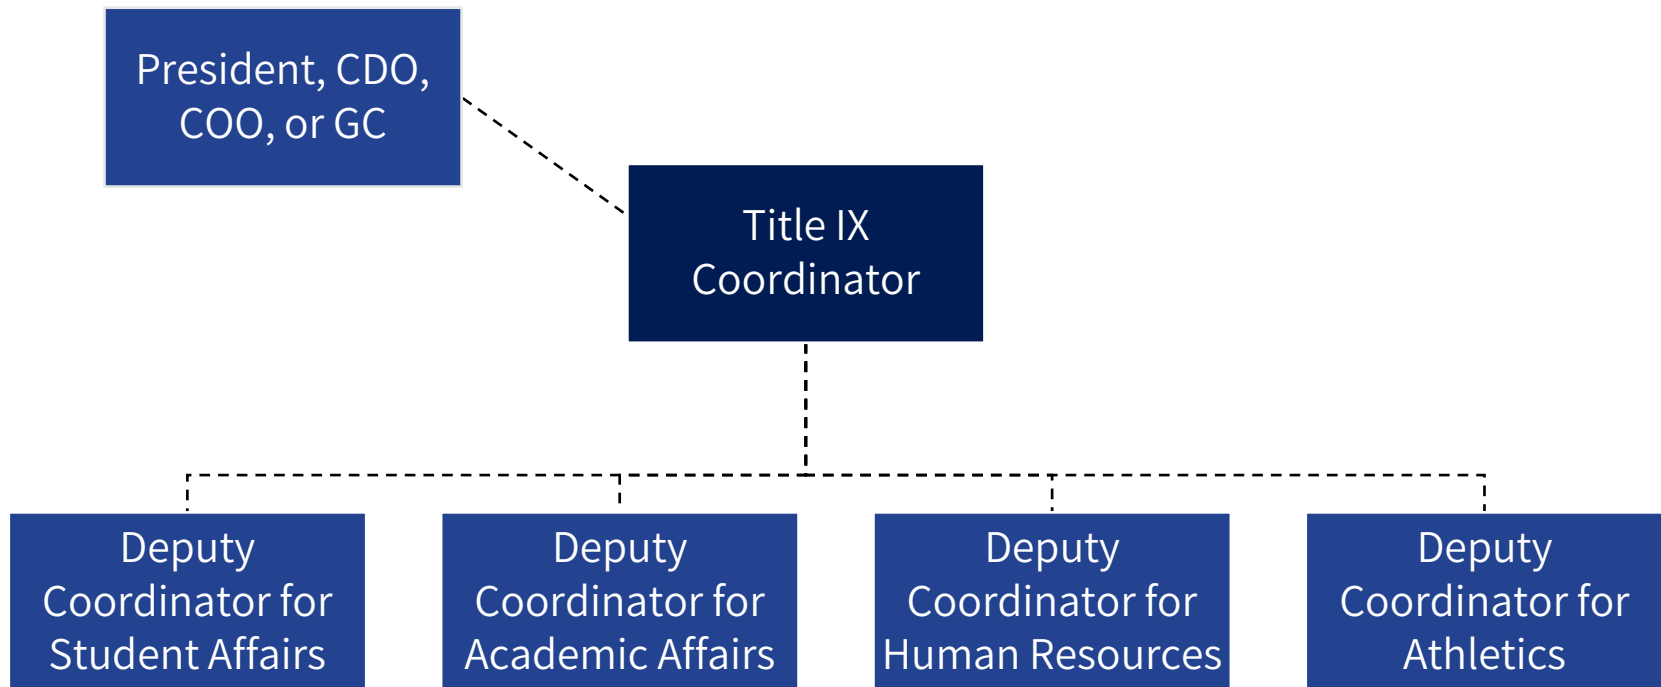 President, CDO,
COO, or GC
Title IX
Coordinator
Deputy
Coordinator for
Student Affairs
Deputy
Coordinator for
Academic Affairs
Deputy
Coordinator for
Human Resources
Deputy
Coordinator for
Athletics